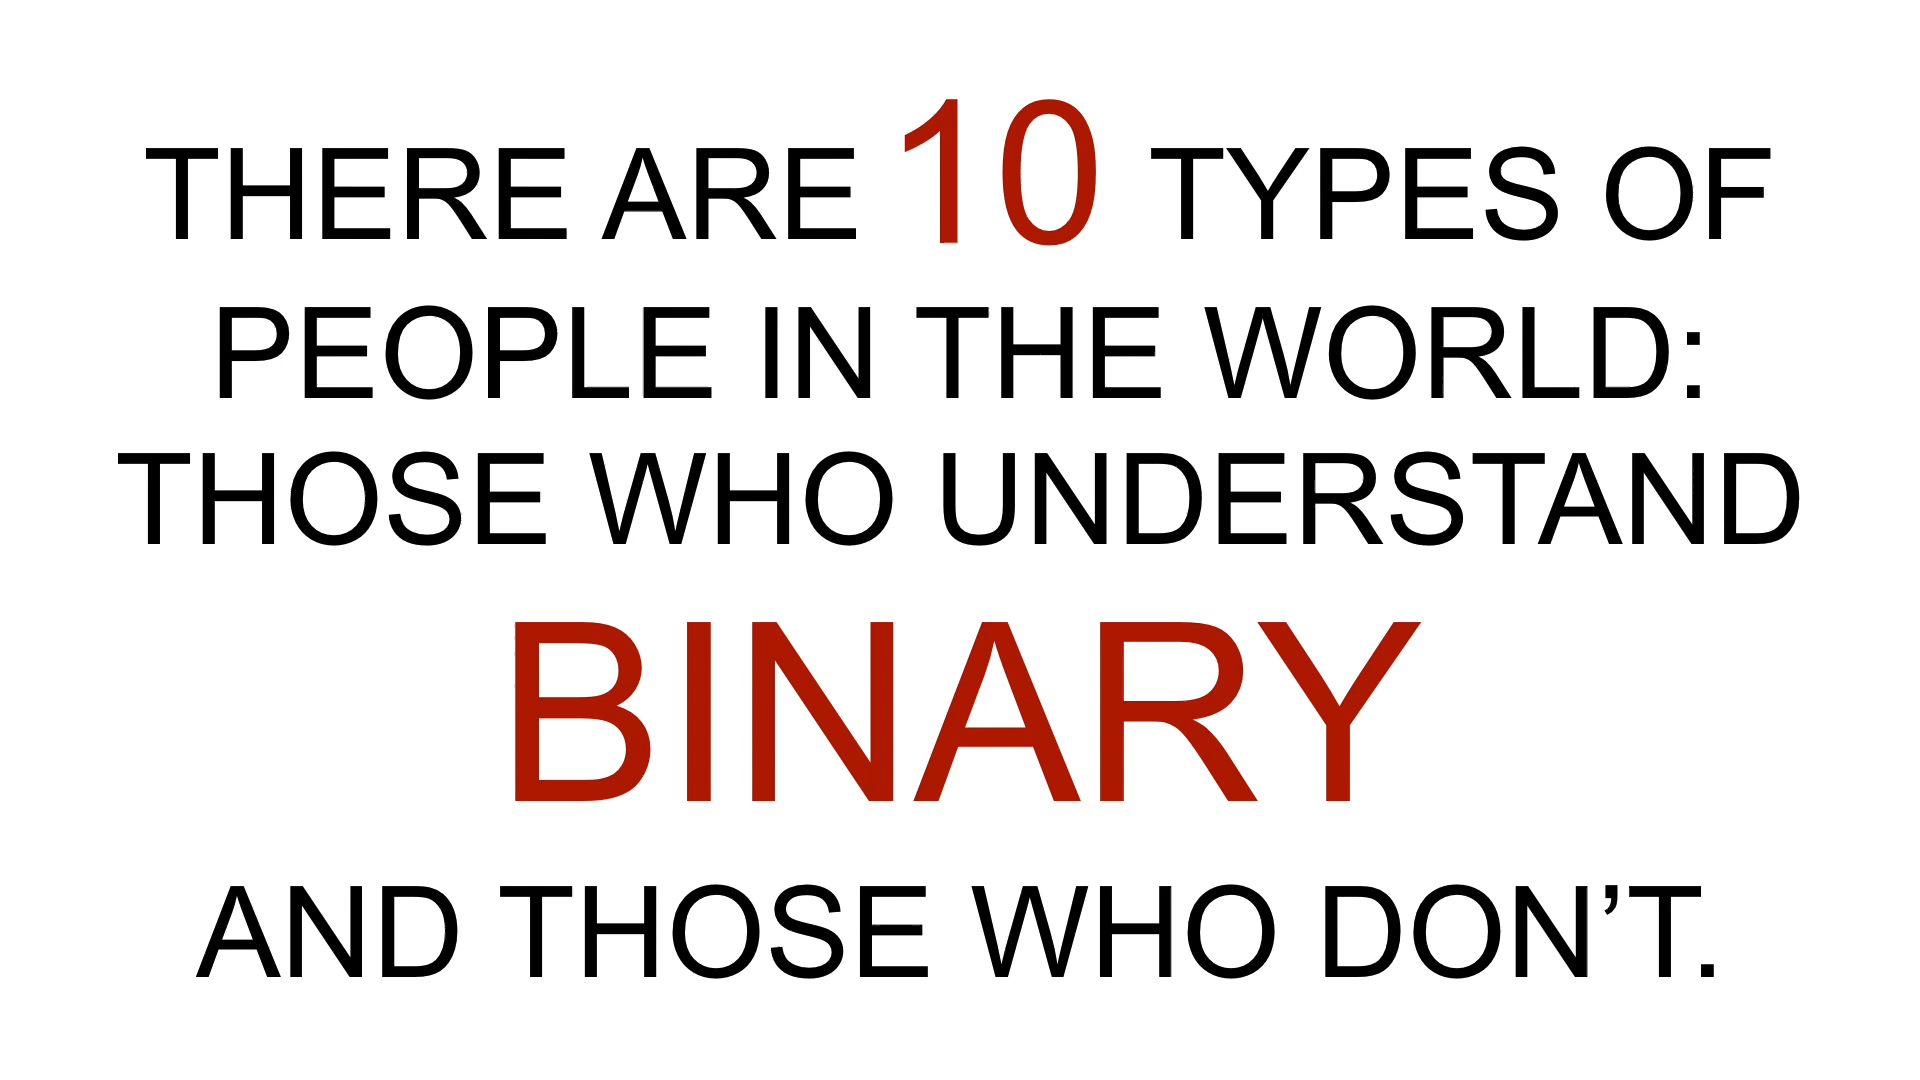 THERE ARE 10 TYPES OF
PEOPLE IN THE WORLD:
THOSE WHO UNDERSTAND
BINARY
AND THOSE WHO DON’T.